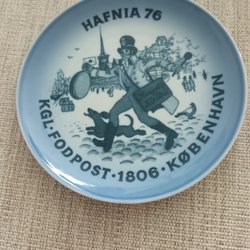 HAFNIA 76
KGL. FODPOST · 1806 · KØBENHAVN